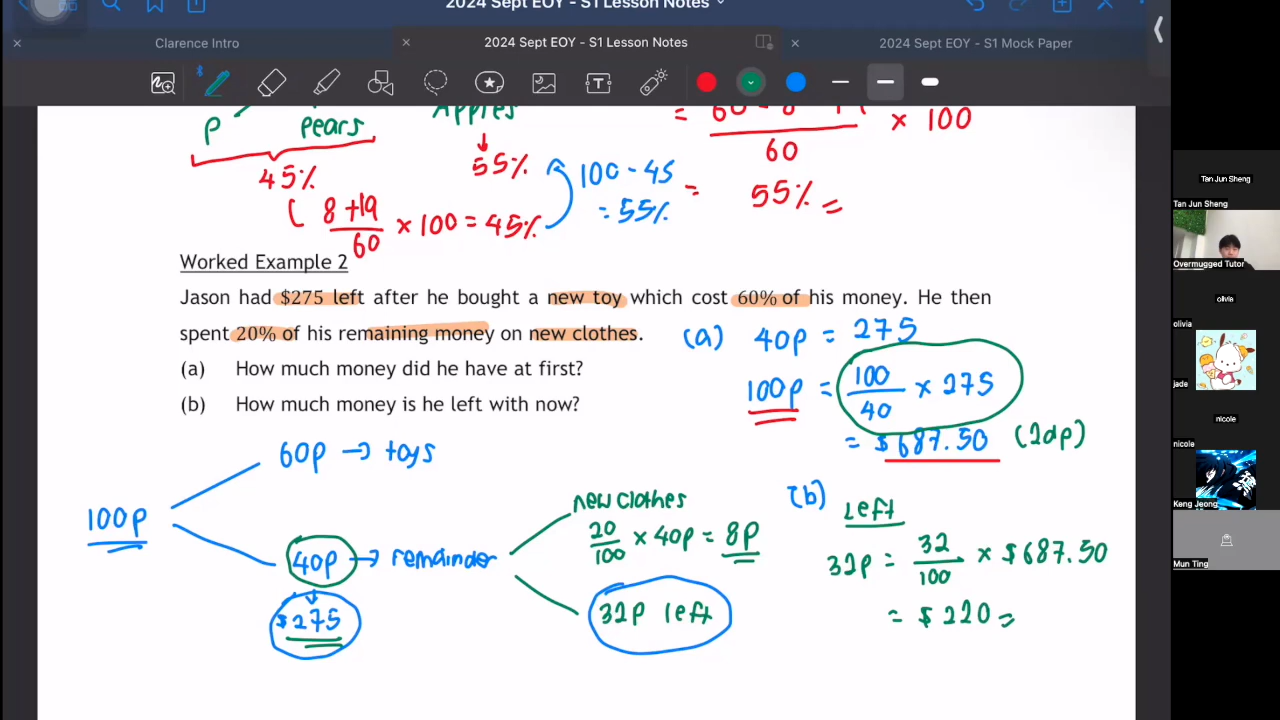 2024 Sept EOY - S1 Lesson Notes
Clarence Intro
2024 Sept EOY - S1 Lesson Notes
2024 Sept EOY - S1 Mock Paper
P
pears
Apples
45%
55%
100 - 45
= 55%
( 8 + 19 / 60 × 100 = 45%
=
60
× 100
= 55% =
Worked Example 2
Jason had $275 left after he bought a new toy which cost 60% of his money. He then
spent 20% of his remaining money on new clothes.
(a) How much money did he have at first?
(b) How much money is he left with now?
(a) 40p = 275
100p = 100/40 × 275
= $687.50 (2dp)
100p
60p → toys
40p → remainder
$275
new clothes
20/100 × 40p = 8p
32p left
(b)
Left
32p = 32/100 × $687.50
= $220 =
Tan Jun Sheng
Tan Jun Sheng
Overmugged Tutor
olivia
olivia
jade
nicole
nicole
Keng Jeong
Mun Ting